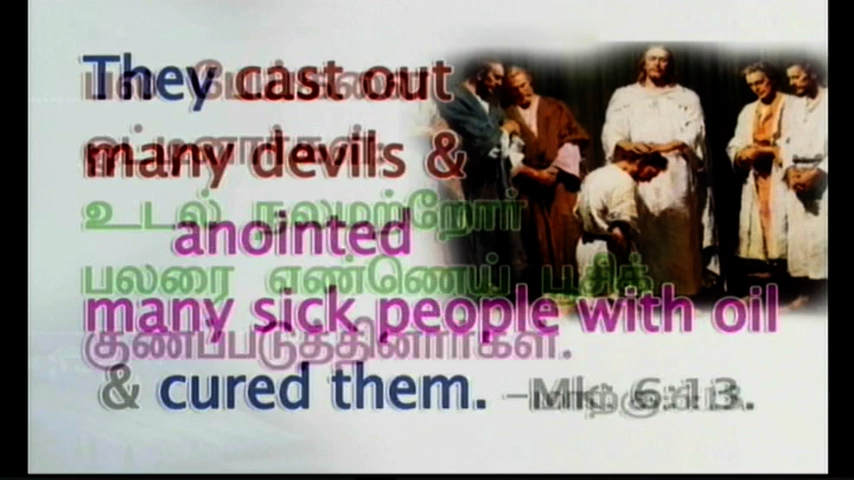 They cast out
many devils &
உடல் நலமற்றோர்
anointed
பலரை எண்ணெய் பூசிக்
many sick people with oil
குணப்படுத்தினார்கள்.
& cured them. –Mk. 6:13.